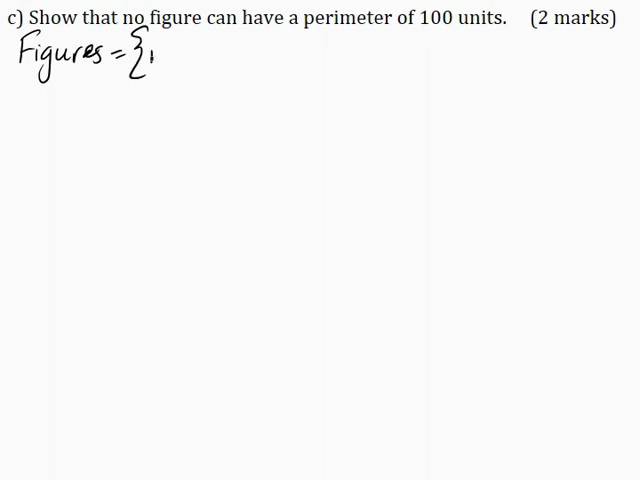 c) Show that no figure can have a perimeter of 100 units. (2 marks)
Figures = {